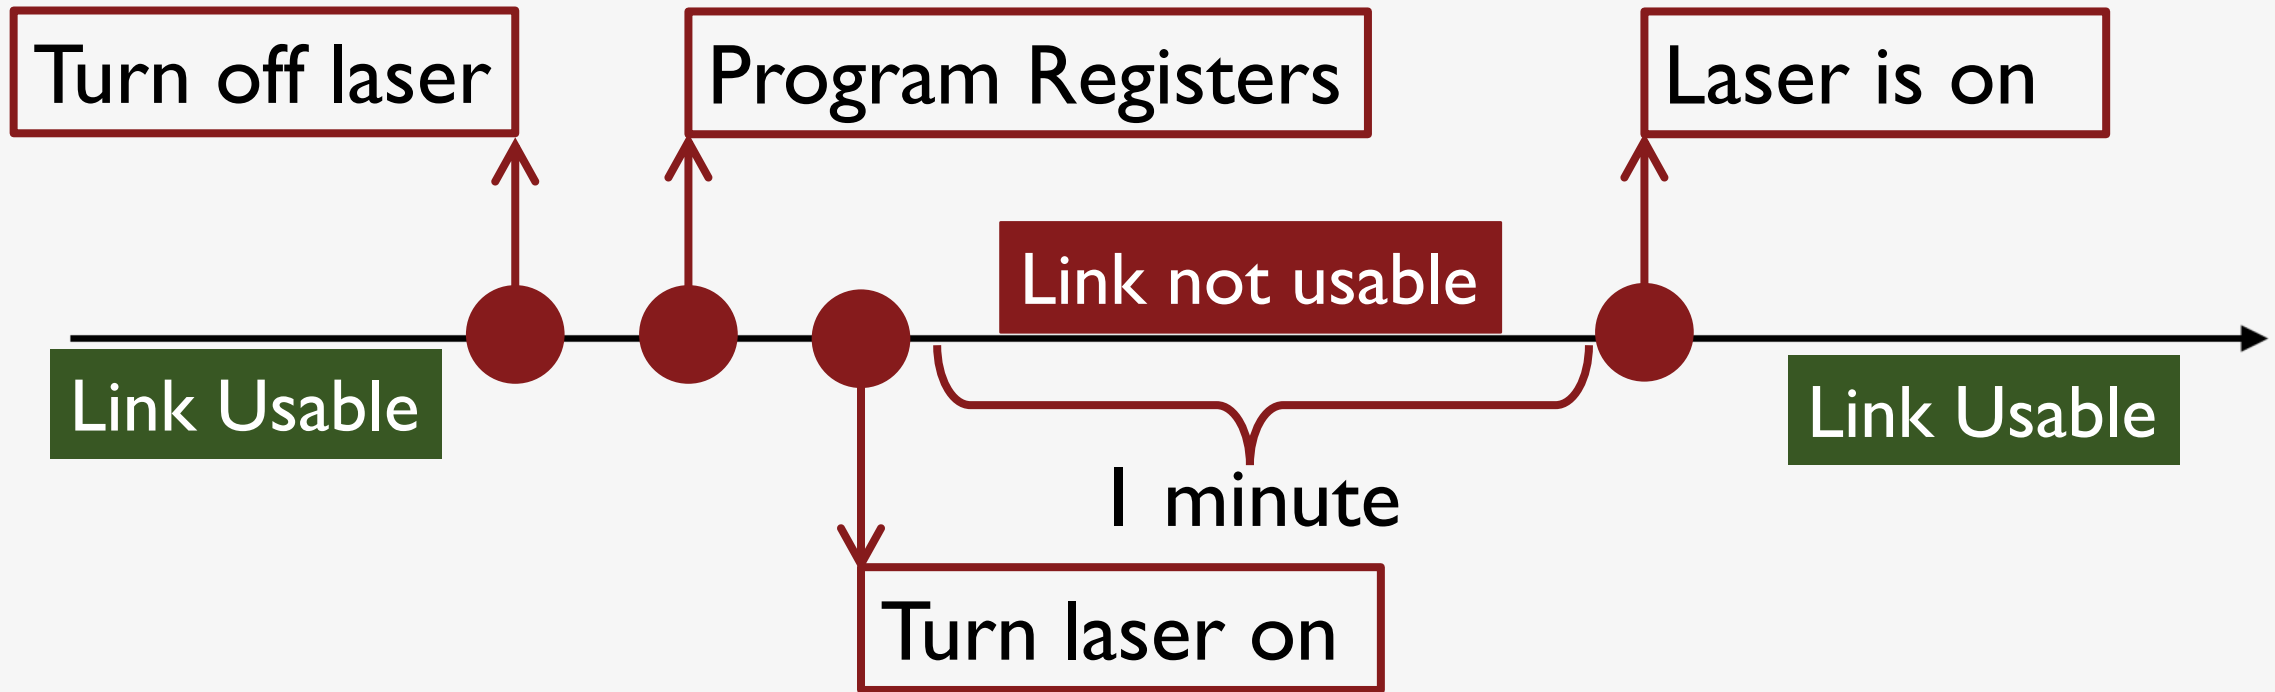 Turn off laser
Program Registers
Laser is on
Link not usable
Link Usable
Link Usable
1 minute
Turn laser on